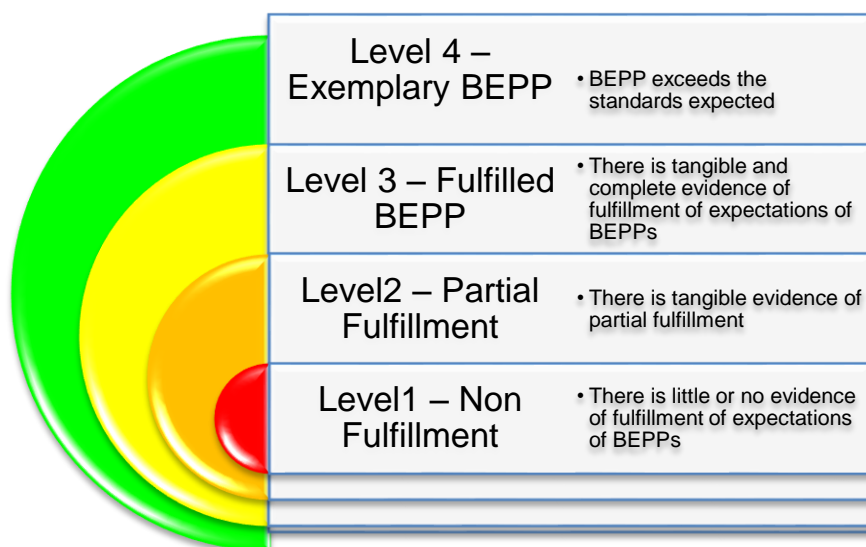 Level 4 –
Exemplary BEPP
• BEPP exceeds the
standards expected
Level 3 – Fulfilled
BEPP
• There is tangible and
complete evidence of
fulfillment of expectations of
BEPPs
Level2 – Partial
Fulfillment
• There is tangible evidence of
partial fulfillment
Level1 – Non
Fulfillment
• There is little or no evidence
of fulfillment of expectations
of BEPPs